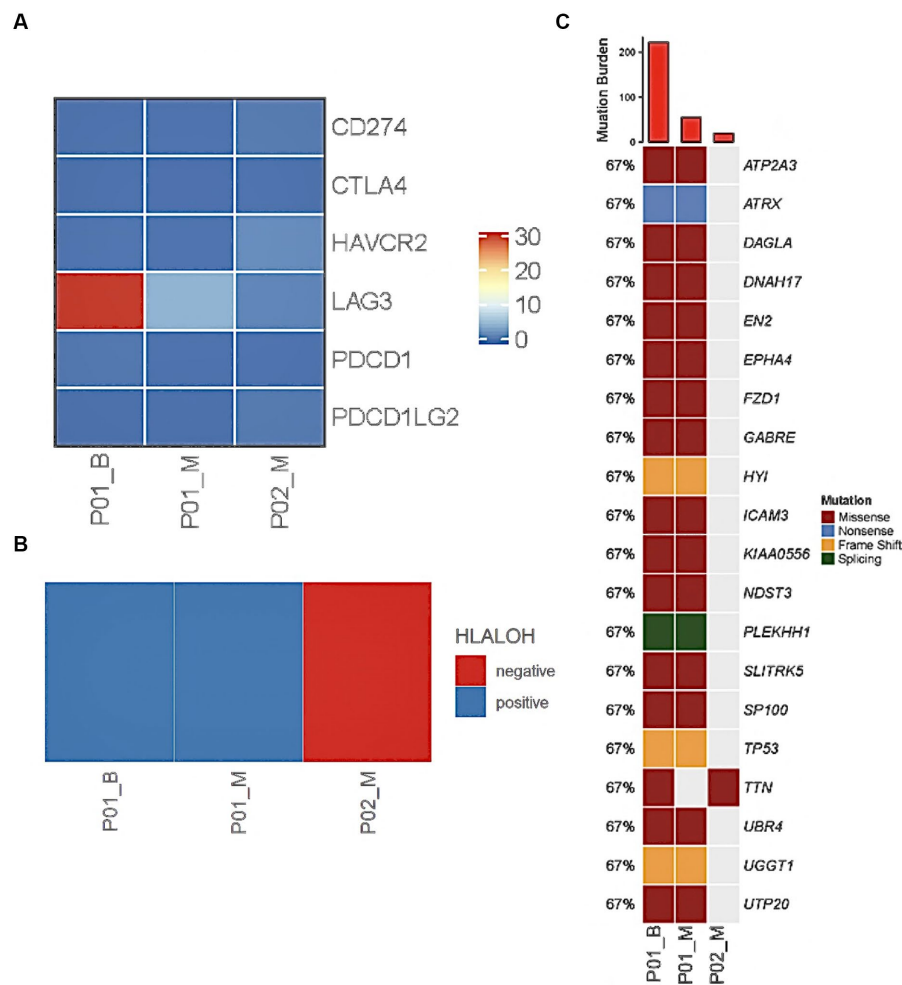 A
CD274
CTLA4
HAVCR2
LAG3
PDCD1
PDCD1LG2
30
20
10
0
P01_B
P01_M
P02_M
B
HLALOH
negative
positive
P01_B
P01_M
P02_M
C
Muation Burden
200
100
0
67% ATP2A3
67% ATRX
67% DAGLA
67% DNAH17
67% EN2
67% EPHA4
67% FZD1
67% GABRE
67% HYI
67% ICAM3
67% KIAA0556
67% NDST3
67% PLEKHH1
67% SLITRK5
67% SP100
67% TP53
67% TTN
67% UBR4
67% UGGT1
67% UTP20
Mutation
Missense
Nonsense
Frame Shift
Splicing
P01_B
P01_M
P02_M